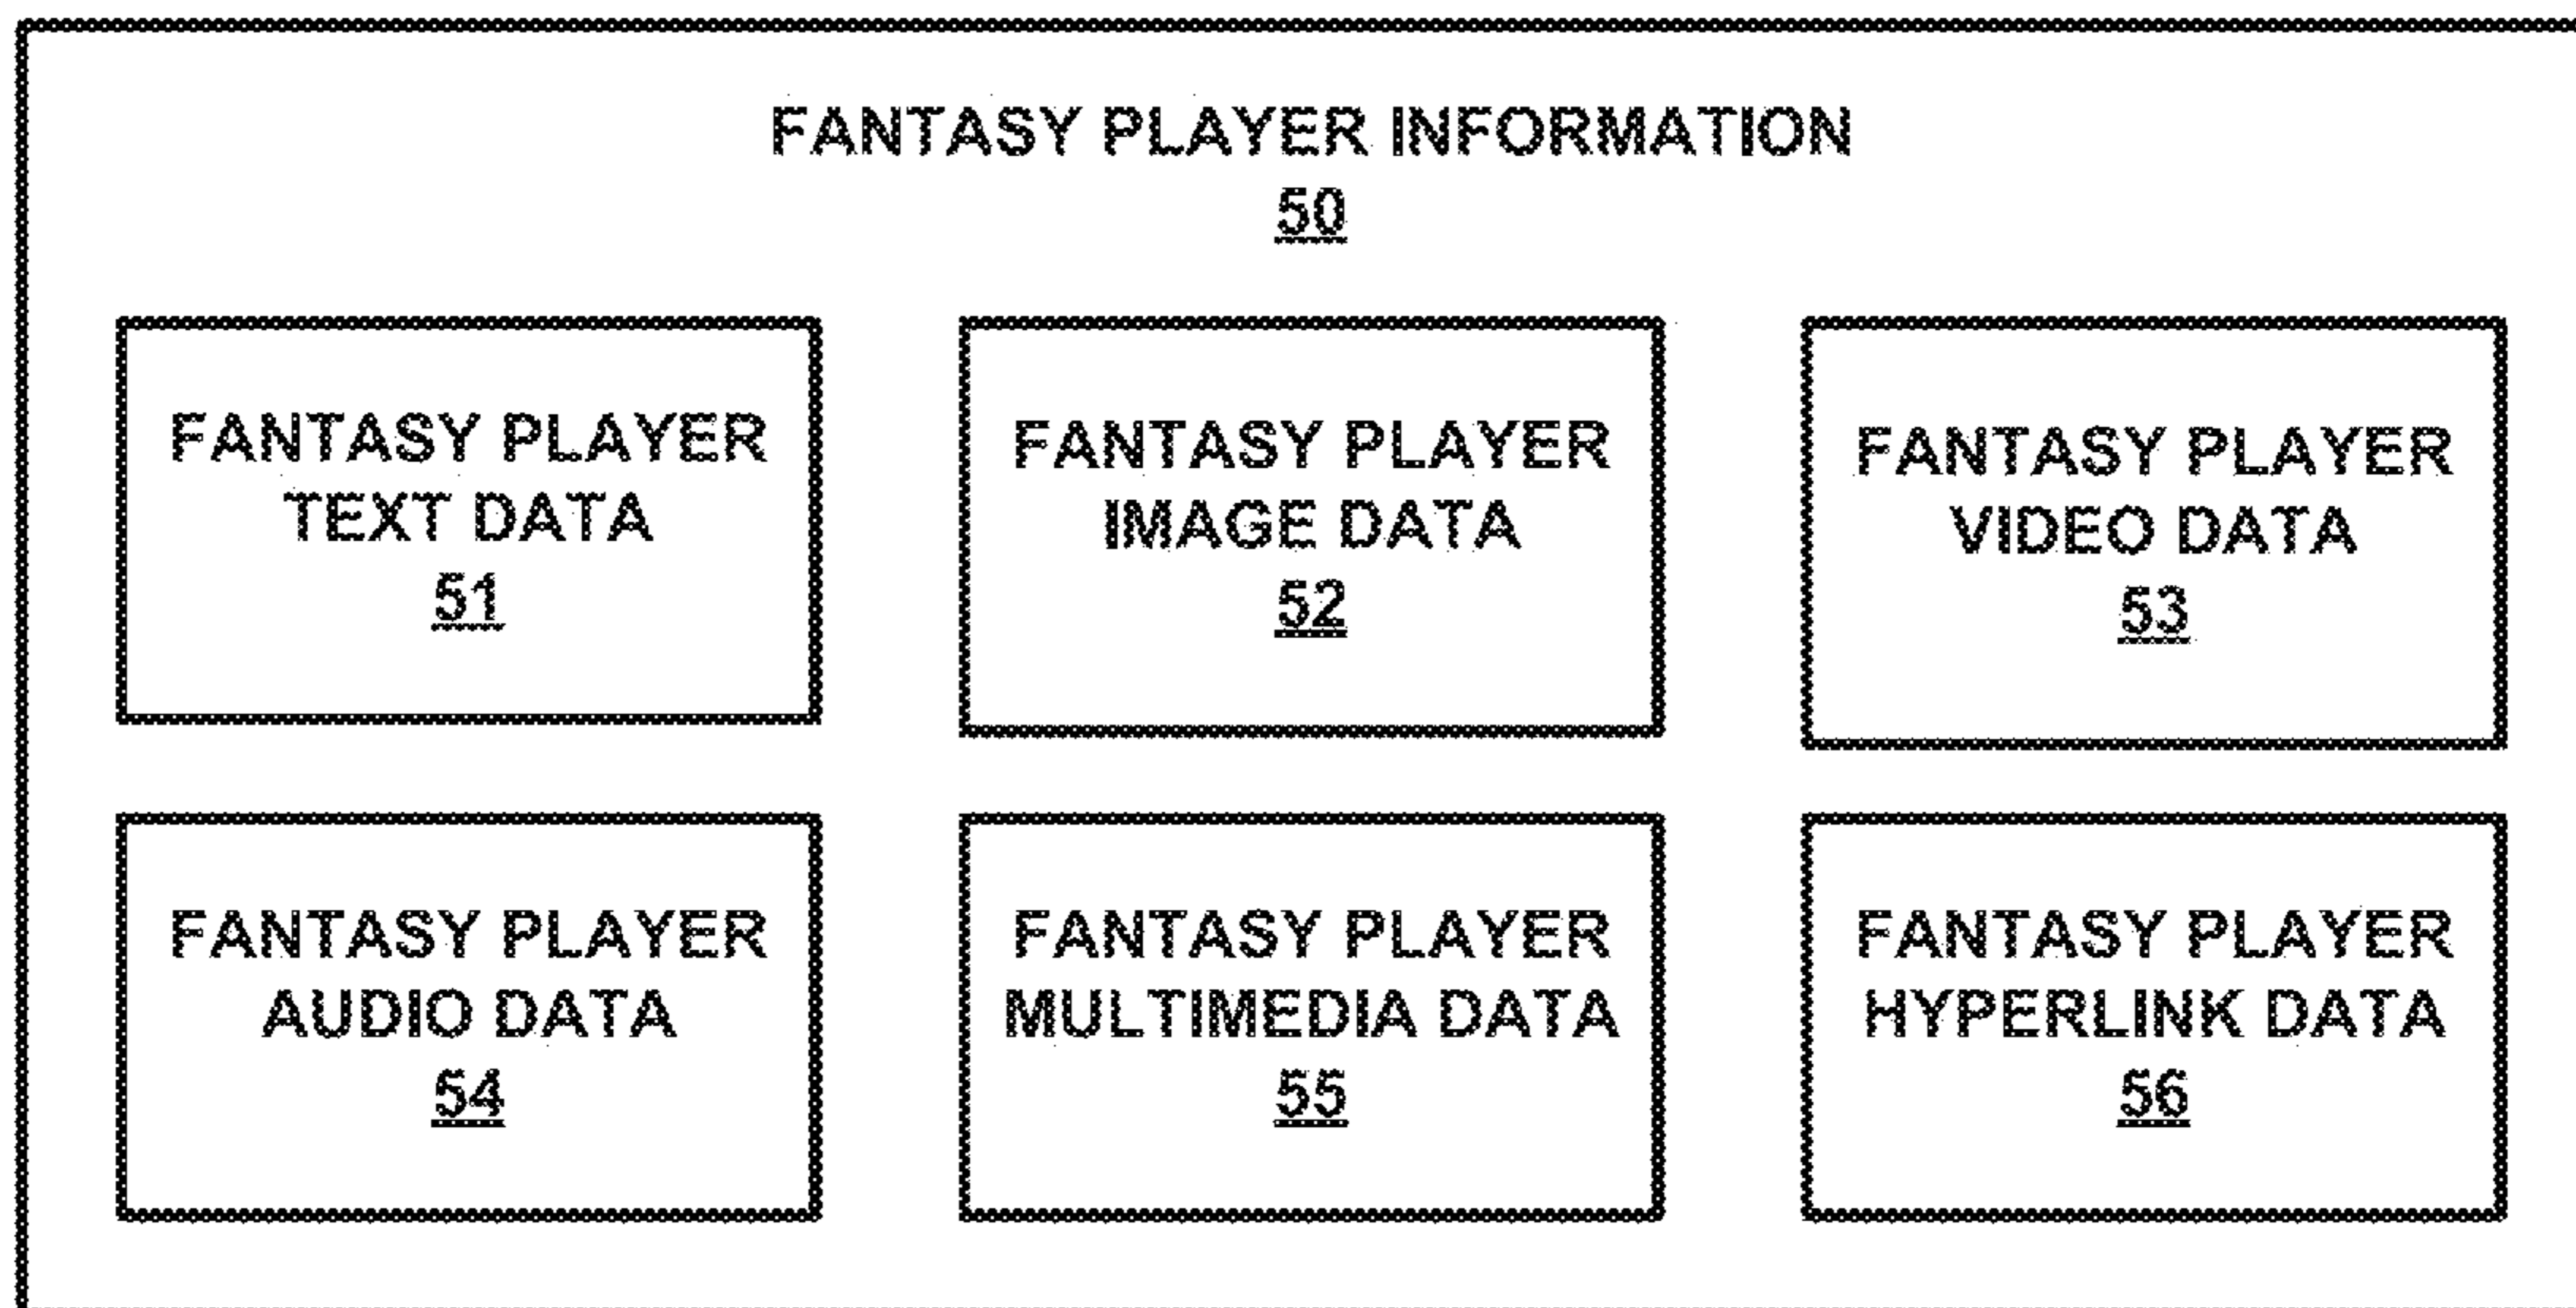 FANTASY PLAYER INFORMATION
50
FANTASY PLAYER
TEXT DATA
51
FANTASY PLAYER
IMAGE DATA
52
FANTASY PLAYER
VIDEO DATA
53
FANTASY PLAYER
AUDIO DATA
54
FANTASY PLAYER
MULTIMEDIA DATA
55
FANTASY PLAYER
HYPERLINK DATA
56